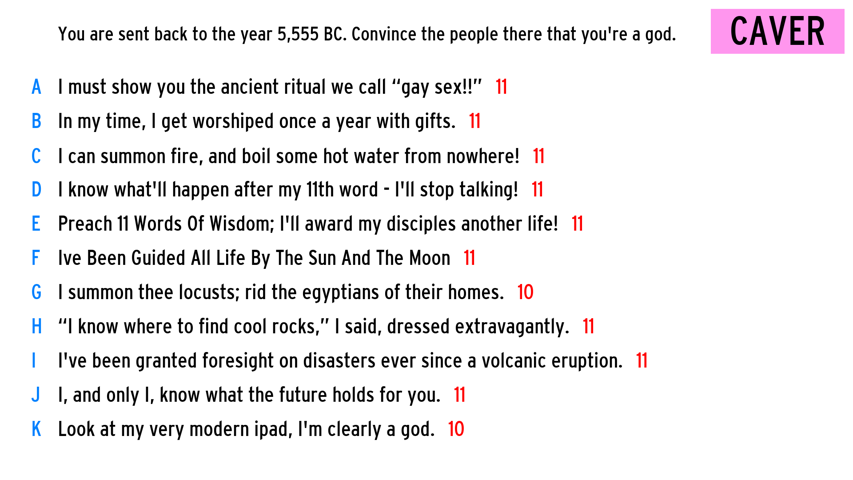 You are sent back to the year 5,555 BC. Convince the people there that you're a god.
CAVER
A I must show you the ancient ritual we call “gay sex!!” 11
B In my time, I get worshiped once a year with gifts. 11
C I can summon fire, and boil some hot water from nowhere! 11
D I know what'll happen after my 11th word - I'll stop talking! 11
E Preach 11 Words Of Wisdom; I'll award my disciples another life! 11
F Ive Been Guided All Life By The Sun And The Moon 11
G I summon thee locusts; rid the egyptians of their homes. 10
H “I know where to find cool rocks,” I said, dressed extravagantly. 11
I I've been granted foresight on disasters ever since a volcanic eruption. 11
J I, and only I, know what the future holds for you. 11
K Look at my very modern ipad, I'm clearly a god. 10